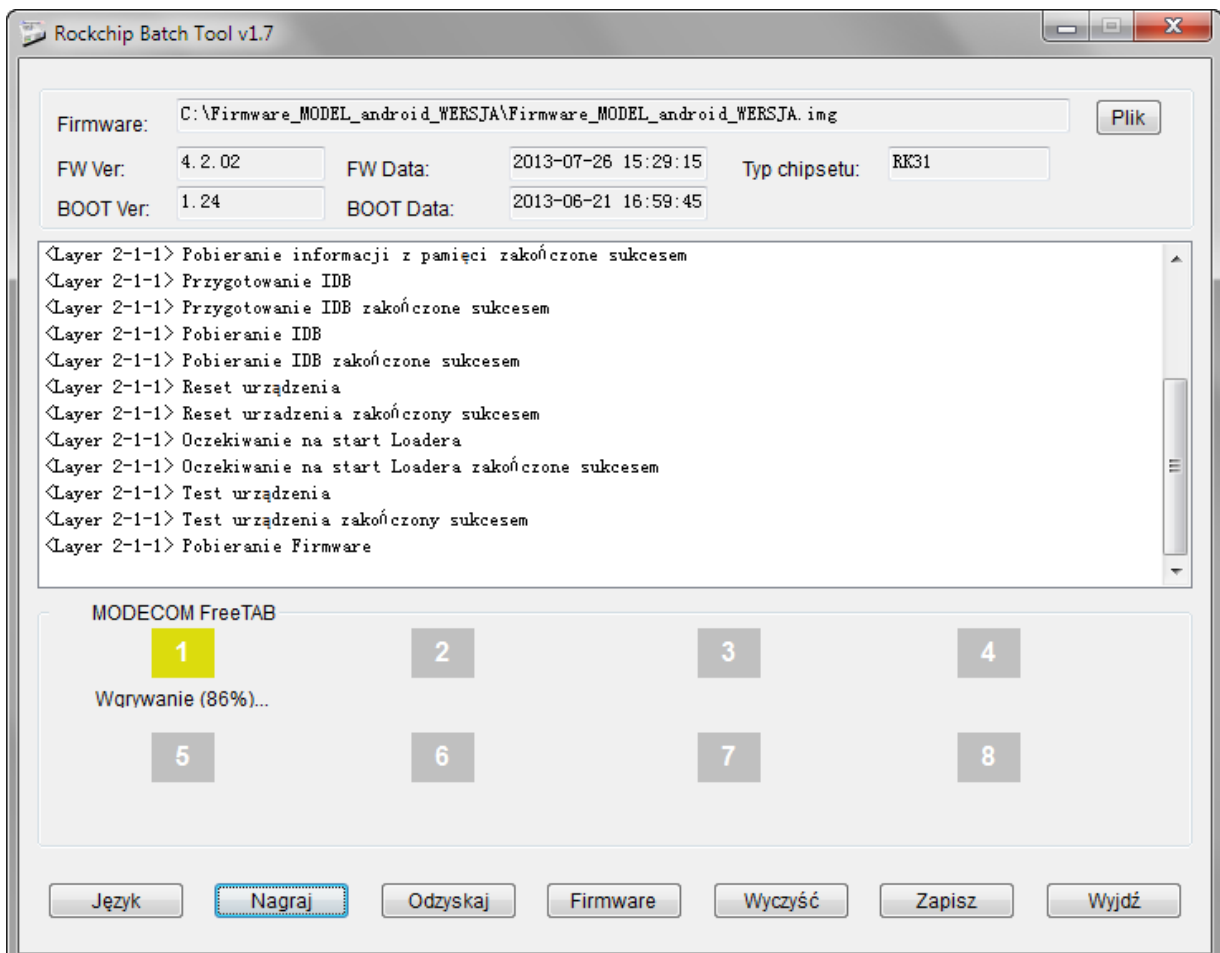 Rockchip Batch Tool v1.7
Firmware: C:\Firmware_MODEL_android_WERSJA\Firmware_MODEL_android_WERSJA.img Plik
FW Ver: 4.2.02 FW Data: 2013-07-26 15:29:15 Typ chipsetu: RK31
BOOT Ver: 1.24 BOOT Data: 2013-06-21 16:59:45
<Layer 2-1-1> Pobieranie informacji z pamięci zakończone sukcesem
<Layer 2-1-1> Przygotowanie IDB
<Layer 2-1-1> Przygotowanie IDB zakończone sukcesem
<Layer 2-1-1> Pobieranie IDB
<Layer 2-1-1> Pobieranie IDB zakończone sukcesem
<Layer 2-1-1> Reset urządzenia
<Layer 2-1-1> Reset urzadzenia zakończony sukcesem
<Layer 2-1-1> Oczekiwanie na start Loadera
<Layer 2-1-1> Oczekiwanie na start Loadera zakończone sukcesem
<Layer 2-1-1> Test urządzenia
<Layer 2-1-1> Test urządzenia zakończony sukcesem
<Layer 2-1-1> Pobieranie Firmware
MODECOM FreeTAB
1 2 3 4
Wgrywanie (86%)...
5 6 7 8
Język Nagraj Odzyskaj Firmware Wyczyść Zapisz Wyjdź